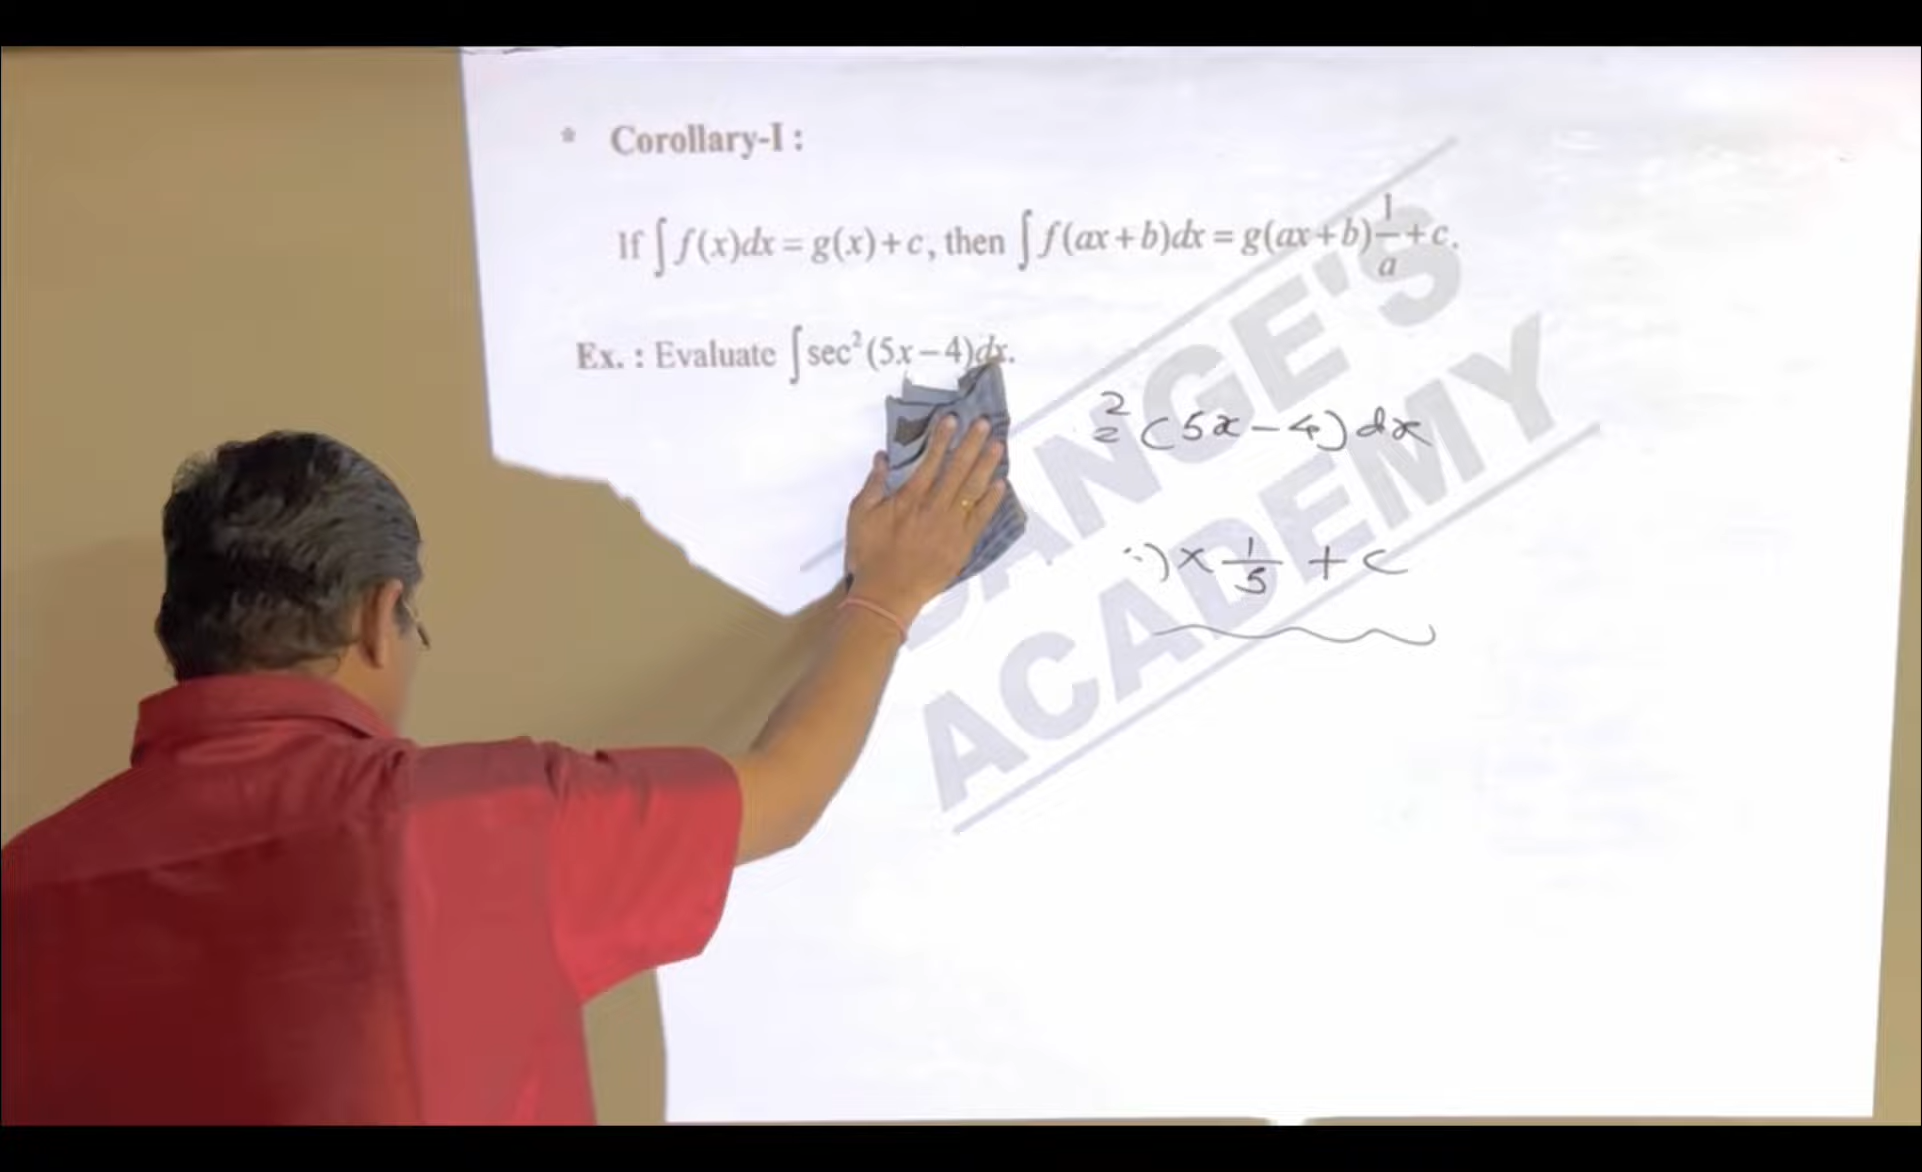 * Corollary-I :
If ∫ f(x)dx = g(x) + c, then ∫ f(ax + b)dx = g(ax + b) 1/a + c.
Ex. : Evaluate ∫ sec²(5x – 4)dx.
² (5x – 4) dx
) × 1/5 + c
ANGE'S
ACADEMY